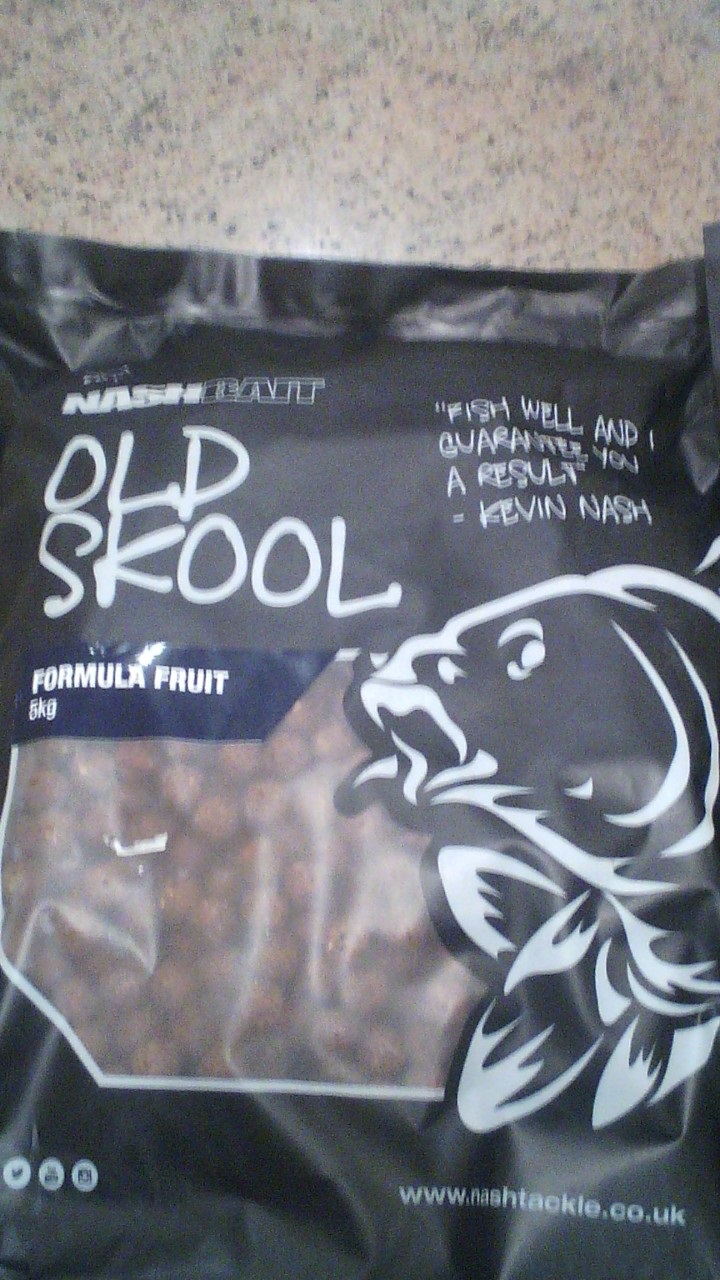 NASHBAIT
OLD
SKOOL
"FISH WELL AND I
GUARANTEE YOU
A RESULT"
- KEVIN NASH
FORMULA FRUIT
5kg
www.nashtackle.co.uk